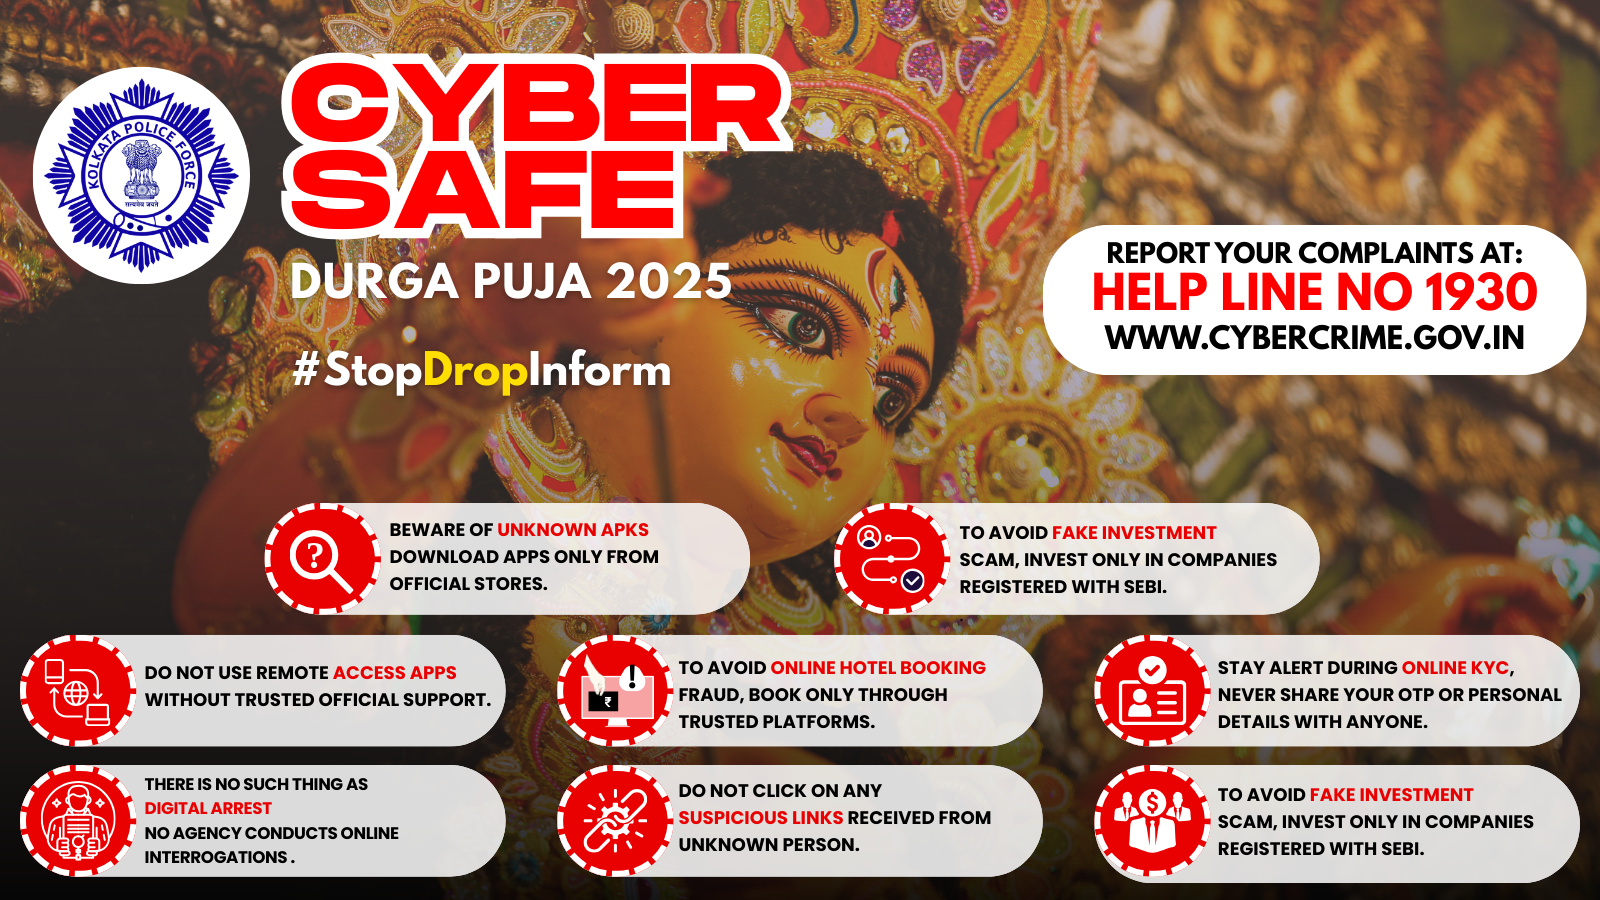 KOLKATA POLICE FORCE
सत्यमेव जयते
CYBER
SAFE
DURGA PUJA 2025
#StopDropInform
REPORT YOUR COMPLAINTS AT:
HELP LINE NO 1930
WWW.CYBERCRIME.GOV.IN
?
BEWARE OF UNKNOWN APKS
DOWNLOAD APPS ONLY FROM
OFFICIAL STORES.
TO AVOID FAKE INVESTMENT
SCAM, INVEST ONLY IN COMPANIES
REGISTERED WITH SEBI.
DO NOT USE REMOTE ACCESS APPS
WITHOUT TRUSTED OFFICIAL SUPPORT.
!
₹
TO AVOID ONLINE HOTEL BOOKING
FRAUD, BOOK ONLY THROUGH
TRUSTED PLATFORMS.
STAY ALERT DURING ONLINE KYC,
NEVER SHARE YOUR OTP OR PERSONAL
DETAILS WITH ANYONE.
THERE IS NO SUCH THING AS
DIGITAL ARREST
NO AGENCY CONDUCTS ONLINE
INTERROGATIONS .
DO NOT CLICK ON ANY
SUSPICIOUS LINKS RECEIVED FROM
UNKNOWN PERSON.
$
TO AVOID FAKE INVESTMENT
SCAM, INVEST ONLY IN COMPANIES
REGISTERED WITH SEBI.